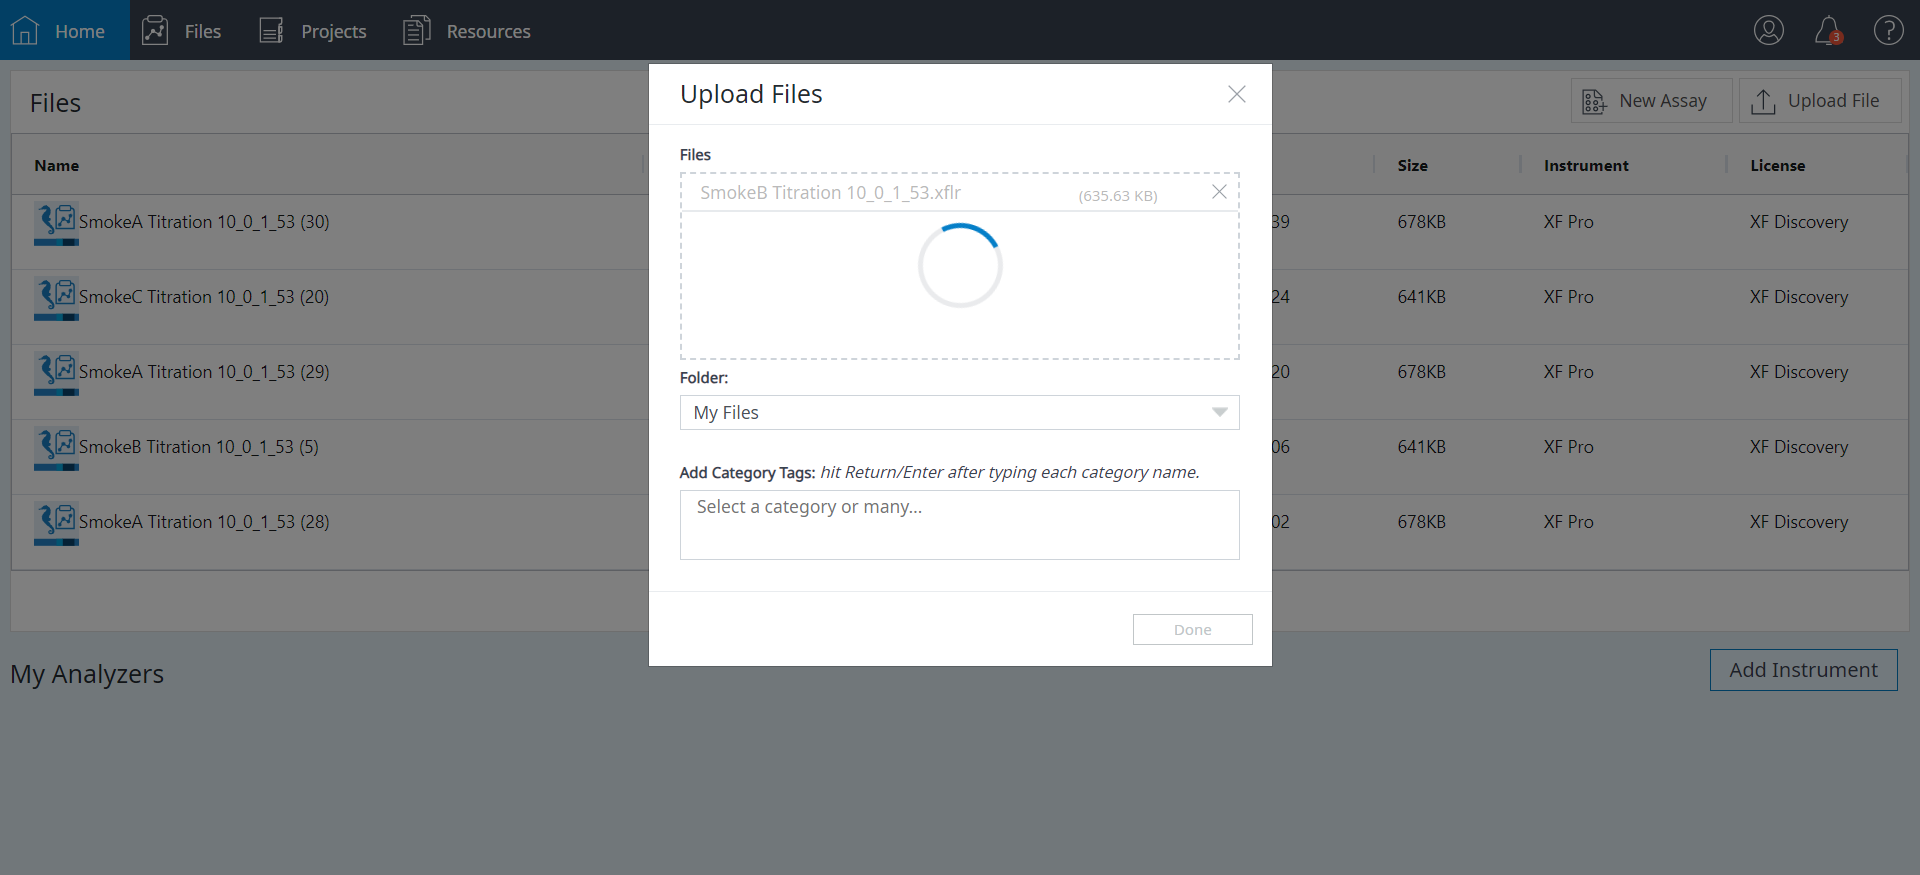 Home Files Projects Resources 3 ?
Upload Files
Files New Assay Upload File
Files
Name Size Instrument License
SmokeB Titration 10_0_1_53.xflr (635.63 KB)
SmokeA Titration 10_0_1_53 (30) 39 678KB XF Pro XF Discovery
SmokeC Titration 10_0_1_53 (20) 24 641KB XF Pro XF Discovery
SmokeA Titration 10_0_1_53 (29) 20 678KB XF Pro XF Discovery
Folder:
My Files
SmokeB Titration 10_0_1_53 (5) 06 641KB XF Pro XF Discovery
Add Category Tags: hit Return/Enter after typing each category name.
Select a category or many...
SmokeA Titration 10_0_1_53 (28) 02 678KB XF Pro XF Discovery
Done
My Analyzers Add Instrument